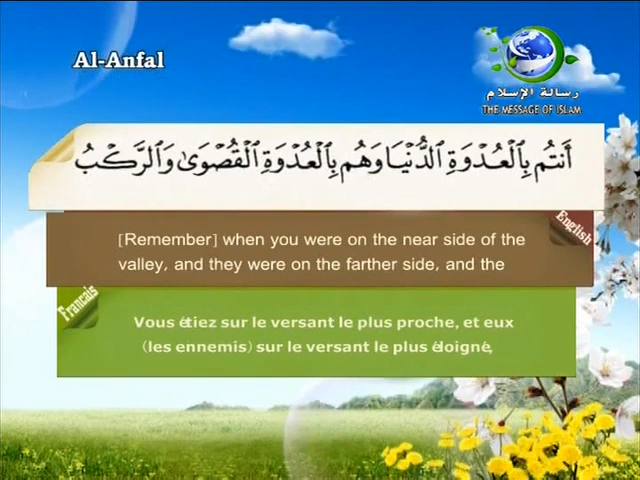 Al-Anfal
رسالة الإسلام
THE MESSAGE OF ISLAM
أَنتُم بِٱلْعُدْوَةِ ٱلدُّنْيَا وَهُم بِٱلْعُدْوَةِ ٱلْقُصْوَىٰ وَٱلرَّكْبُ
English
[Remember] when you were on the near side of the
valley, and they were on the farther side, and the
Francais
Vous étiez sur le versant le plus proche, et eux
(les ennemis) sur le versant le plus éloigné,